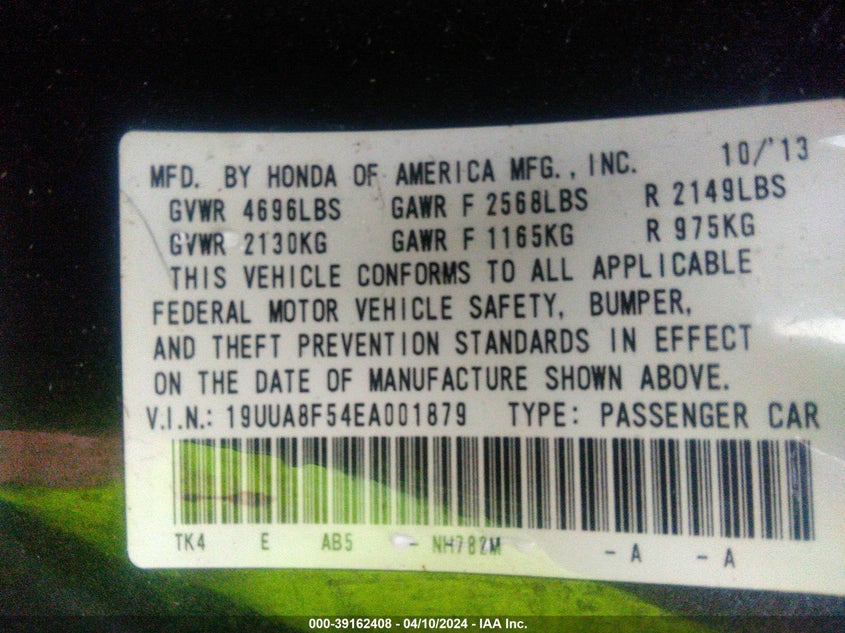 MFD. BY HONDA OF AMERICA MFG., INC. 10/'13
GVWR 4696LBS GAWR F 2568LBS R 2149LBS
GVWR 2130KG GAWR F 1165KG R 975KG
THIS VEHICLE CONFORMS TO ALL APPLICABLE
FEDERAL MOTOR VEHICLE SAFETY, BUMPER,
AND THEFT PREVENTION STANDARDS IN EFFECT
ON THE DATE OF MANUFACTURE SHOWN ABOVE.
V.I.N.: 19UUA8F54EA001879 TYPE: PASSENGER CAR
TK4 E AB5 - NH782M - A - A
000-39162408 - 04/10/2024 - IAA Inc.